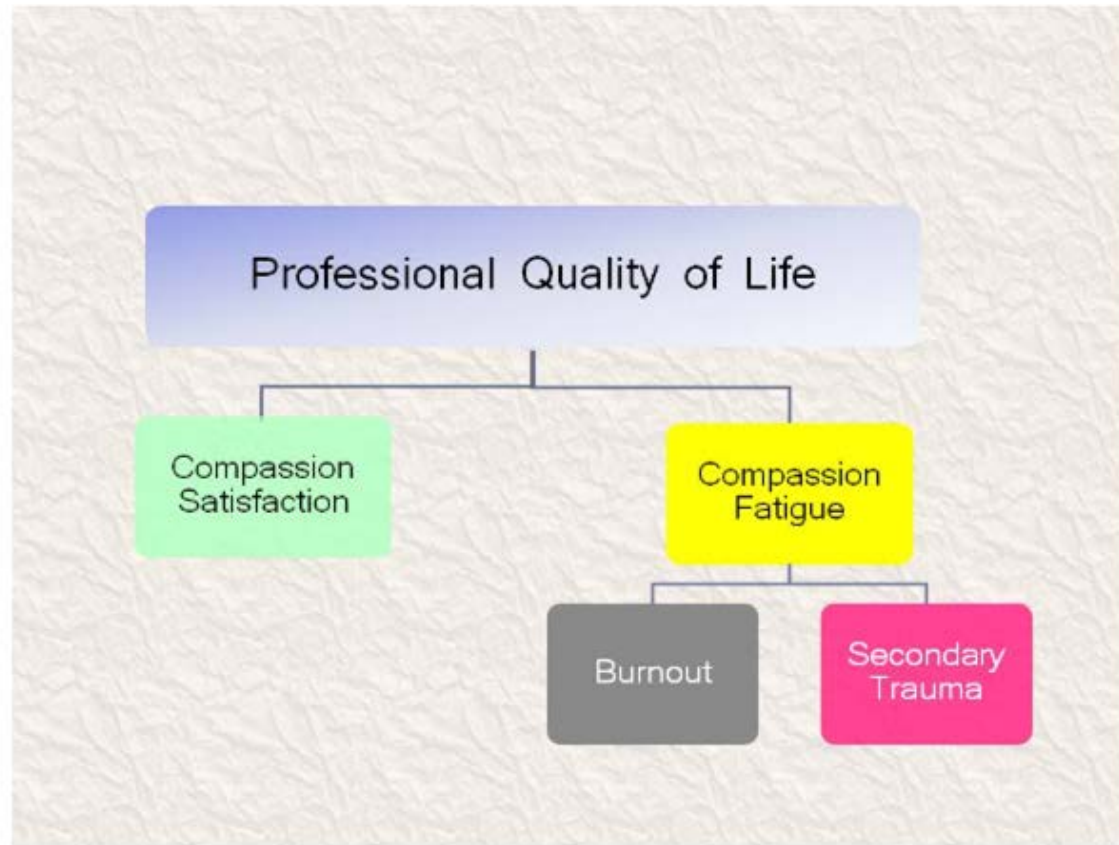 Professional Quality of Life
Compassion
Satisfaction
Compassion
Fatigue
Burnout
Secondary
Trauma